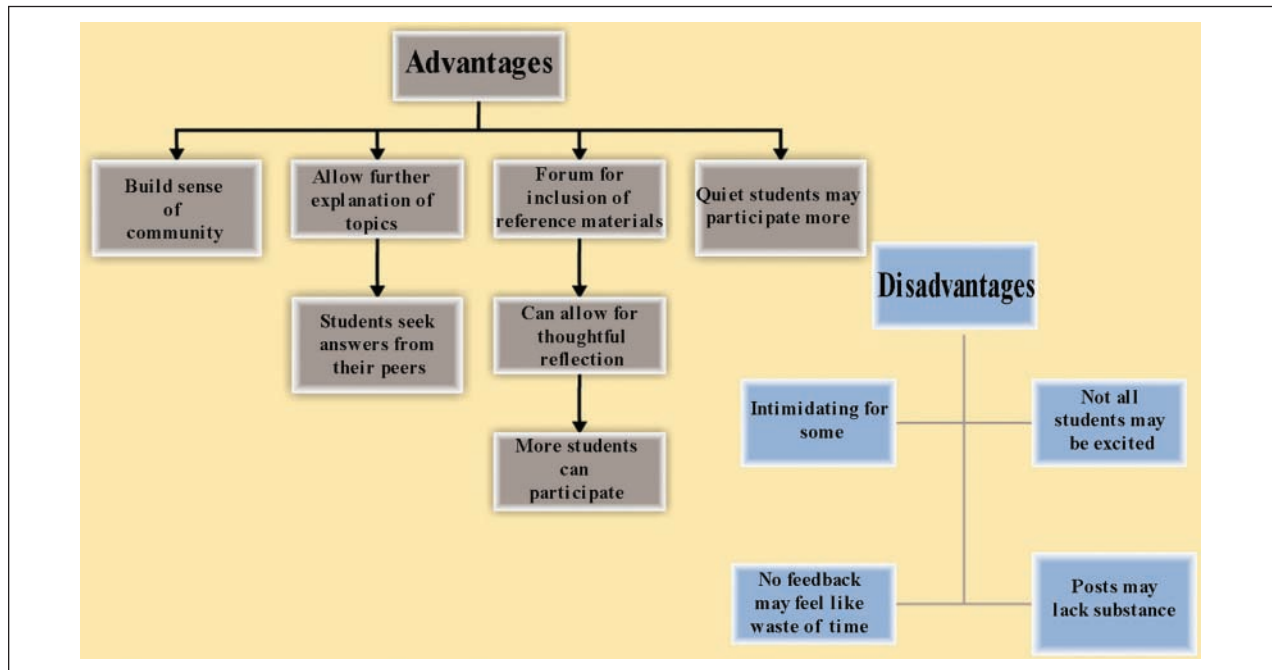 Advantages
Build sense
of
community
Allow further
explanation of
topics
Forum for
inclusion of
reference materials
Quiet students may
participate more
Students seek
answers from
their peers
Can allow for
thoughtful
reflection
More students
can
participate
Disadvantages
Intimidating for
some
Not all
students may
be excited
No feedback
may feel like
waste of time
Posts may
lack substance